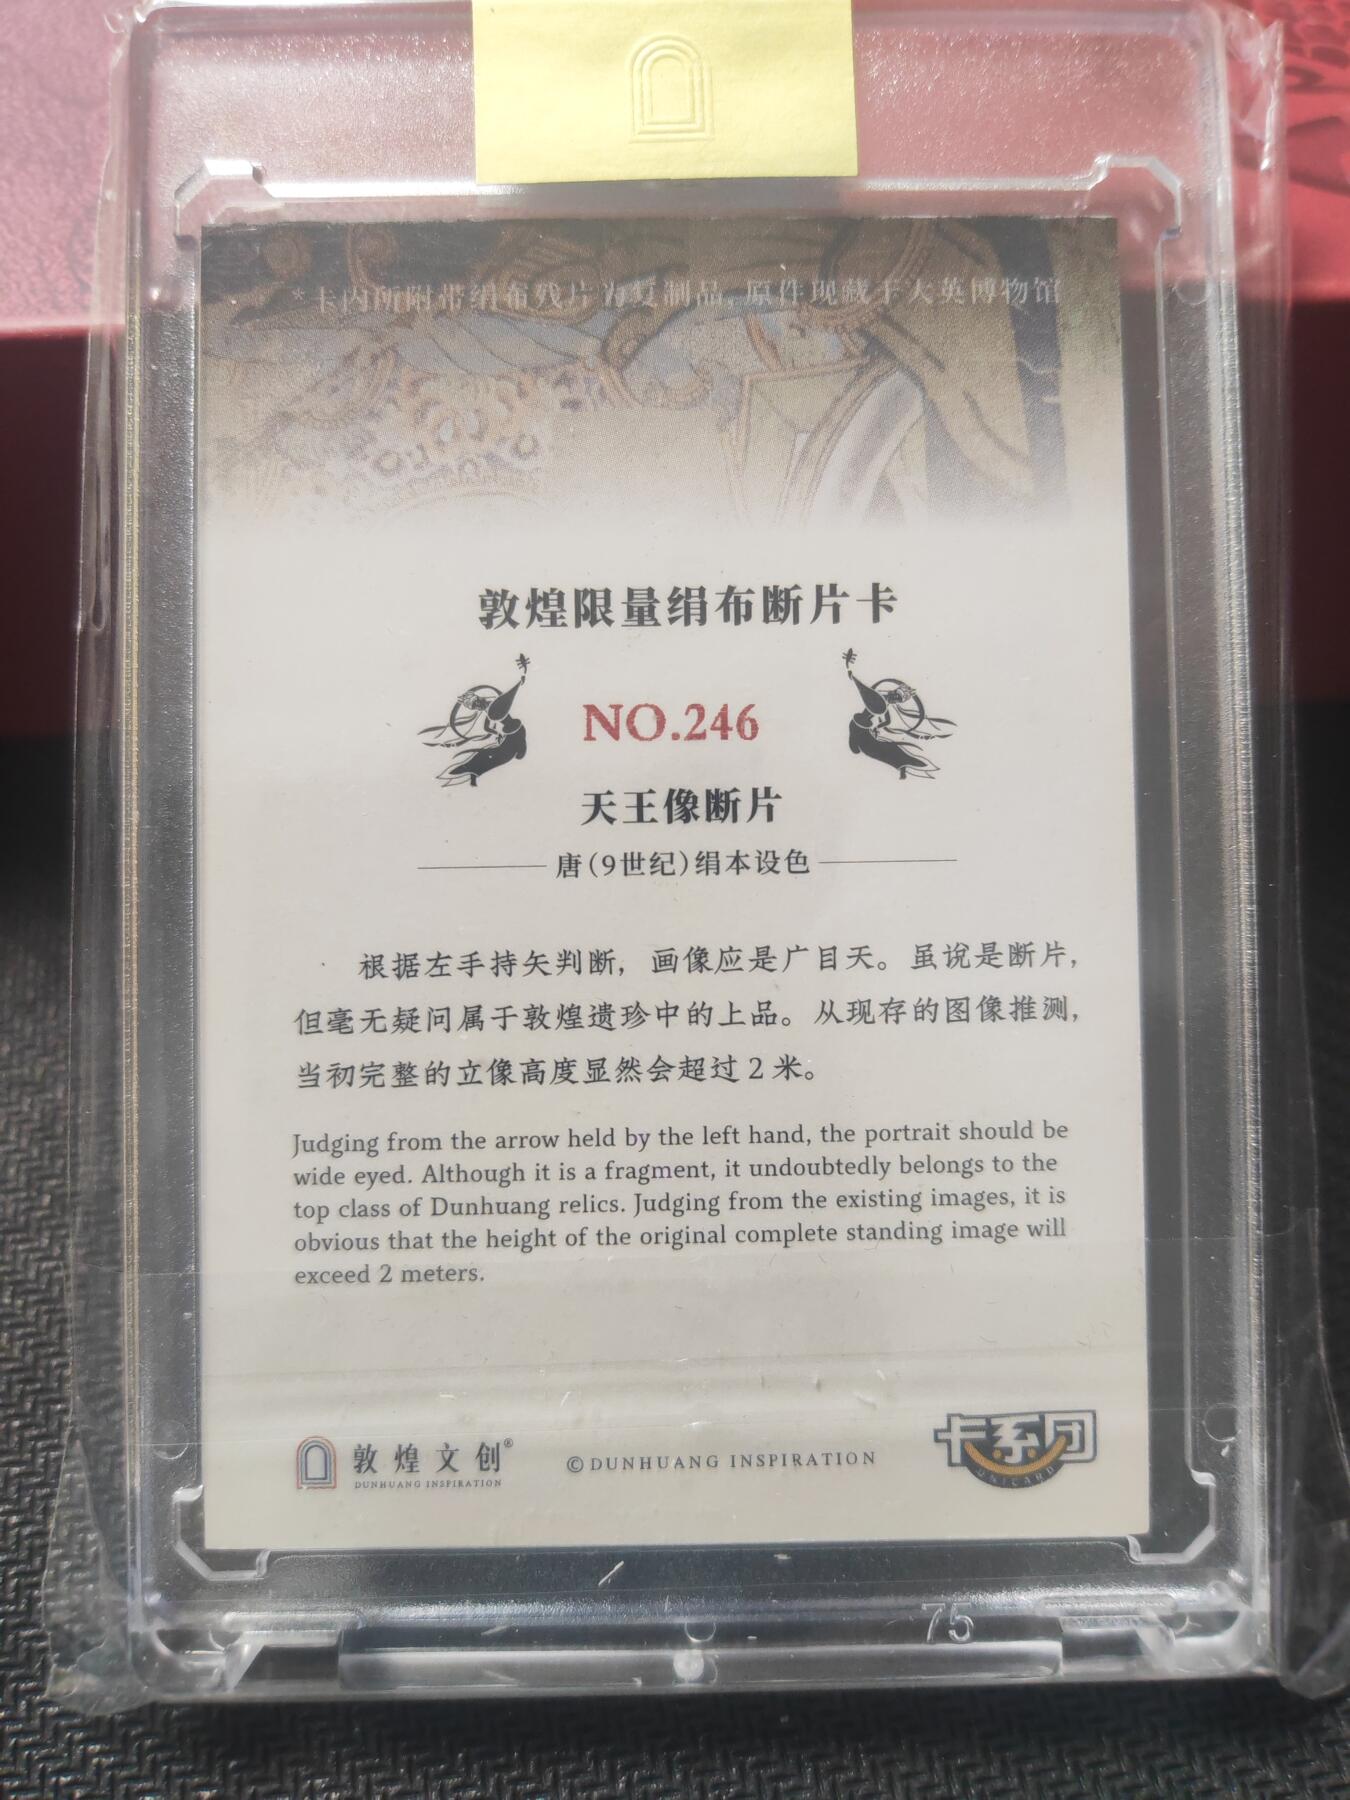 *卡内所附带绢布残片为复制品,原件现藏于大英博物馆
敦煌限量绢布断片卡
NO.246
天王像断片
唐(9世纪)绢本设色
根据左手持矢判断，画像应是广目天。虽说是断片，
但毫无疑问属于敦煌遗珍中的上品。从现存的图像推测，
当初完整的立像高度显然会超过2米。
Judging from the arrow held by the left hand, the portrait should be
wide eyed. Although it is a fragment, it undoubtedly belongs to the
top class of Dunhuang relics. Judging from the existing images, it is
obvious that the height of the original complete standing image will
exceed 2 meters.
敦煌文创®
DUNHUANG INSPIRATION
©DUNHUANG INSPIRATION
卡系团
UNICARD
75